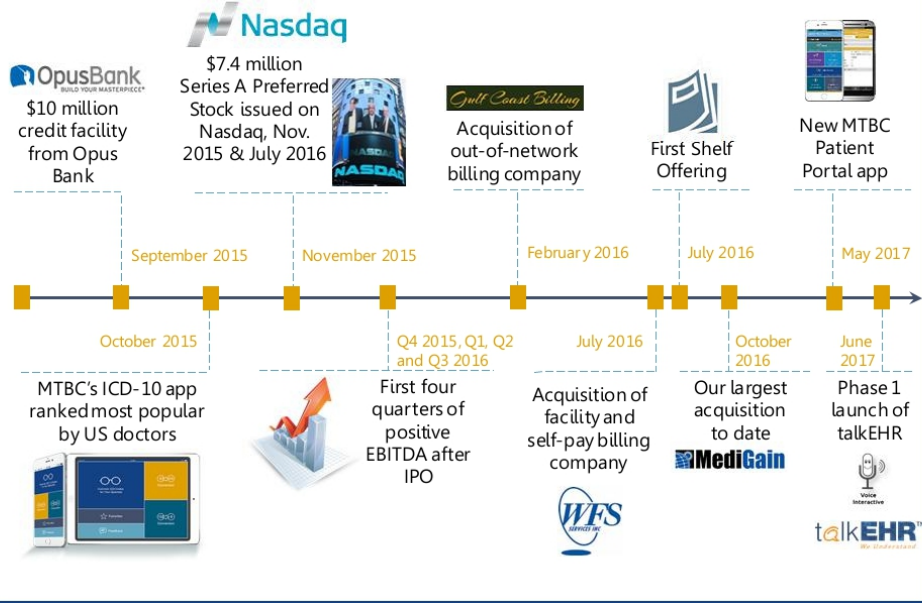 Nasdaq
OpusBank
BUILD YOUR MASTERPIECE®
$10 million
credit facility
from Opus
Bank
$7.4 million
Series A Preferred
Stock issued on
Nasdaq, Nov.
2015 & July 2016
NASDAQ
Gulf Coast Billing
Acquisition of
out-of-network
billing company
First Shelf
Offering
New MTBC
Patient
Portal app
September 2015
November 2015
February 2016
July 2016
May 2017
October 2015
Q4 2015, Q1, Q2
and Q3 2016
July 2016
October
2016
June
2017
MTBC's ICD-10 app
ranked most popular
by US doctors
First four
quarters of
positive
EBITDA after
IPO
Acquisition of
facility and
self-pay billing
company
WFS
SERVICES INC
Our largest
acquisition
to date
MediGain
Phase 1
launch of
talkEHR
Voice
Interactive
talkEHR™
We Understand